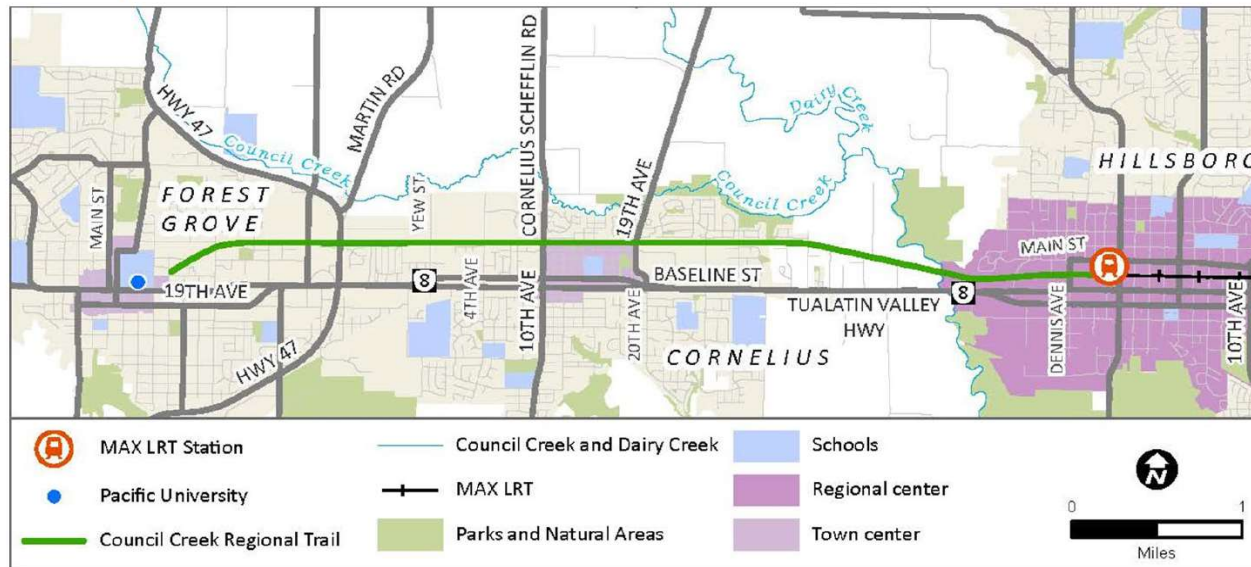 HWY 47
MARTIN RD
CORNELIUS SCHEFFLIN RD
Dairy Creek
HILLSBORO
Council Creek
Council Creek
MAIN ST
FOREST
GROVE
YEW ST
19TH AVE
MAIN ST
19TH AVE
8
4TH AVE
10TH AVE
BASELINE ST
20TH AVE
TUALATIN VALLEY
HWY
8
DENNIS AVE
10TH AVE
HWY 47
CORNELIUS
MAX LRT Station
Pacific University
Council Creek Regional Trail
Council Creek and Dairy Creek
MAX LRT
Parks and Natural Areas
Schools
Regional center
Town center
N
0 1
Miles